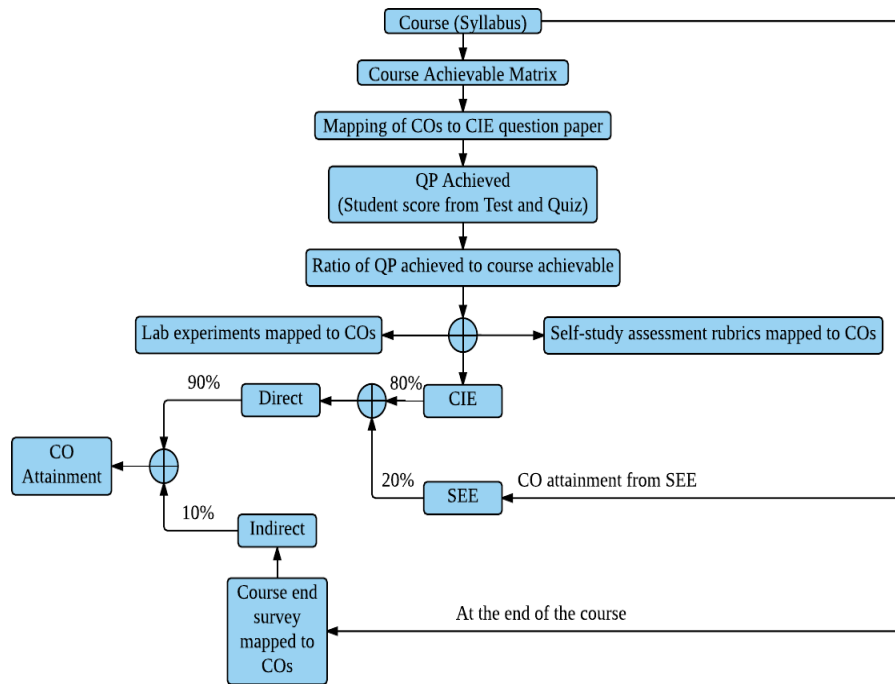 Course (Syllabus)
Course Achievable Matrix
Mapping of COs to CIE question paper
QP Achieved
(Student score from Test and Quiz)
Ratio of QP achieved to course achievable
Lab experiments mapped to COs
Self-study assessment rubrics mapped to COs
90%
Direct
80%
CIE
CO
Attainment
20%
SEE
CO attainment from SEE
10%
Indirect
Course end
survey
mapped to
COs
At the end of the course